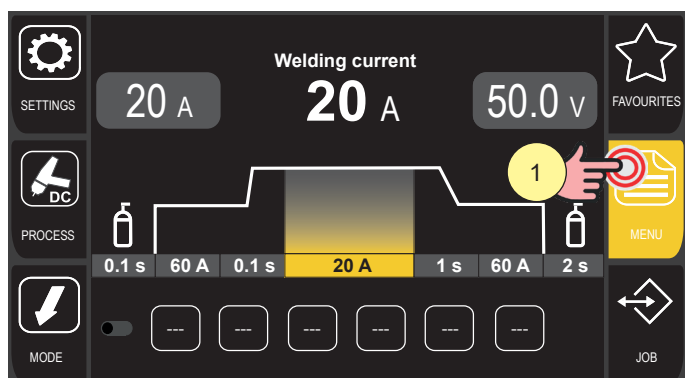 SETTINGS
Welding current
20 A
20 A
50.0 V
FAVOURITES
1
DC
PROCESS
MENU
0.1 s 60 A 0.1 s 20 A 1 s 60 A 2 s
--- --- --- --- --- ---
MODE
JOB